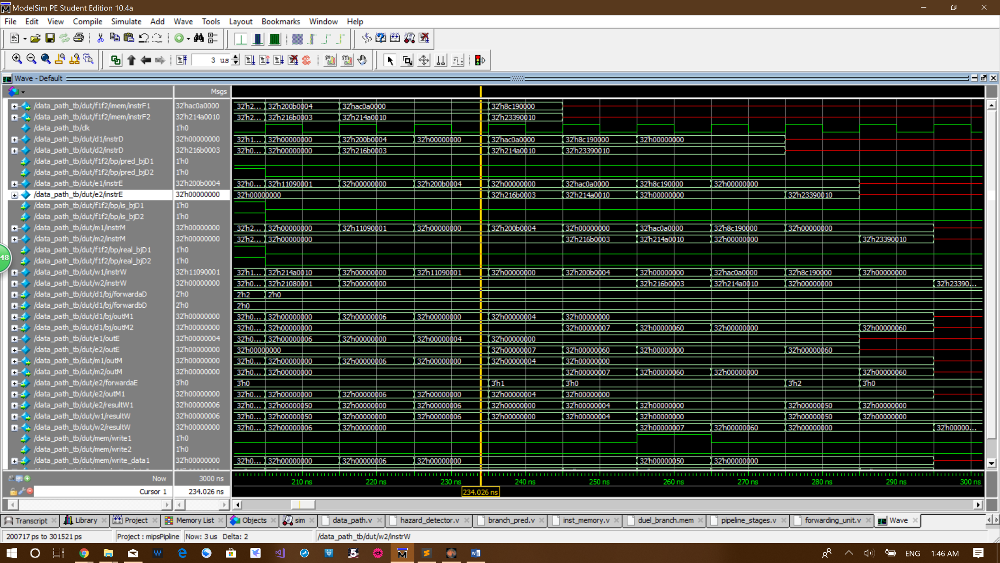 ModelSim PE Student Edition 10.4a
File Edit View Compile Simulate Add Wave Tools Layout Bookmarks Window Help
3 us
Wave - Default
Msgs
/data_path_tb/dut/f1f2/imem/instrF1 32'hac0a0000 32'h2... 32'h200b0004 32'hac0a0000 32'h8c190000
/data_path_tb/dut/f1f2/imem/instrF2 32'h214a0010 32'h2... 32'h216b0003 32'h214a0010 32'h23390010
/data_path_tb/clk 1'h0
/data_path_tb/dut/d1/instrD 32'h00000000 32'h1... 32'h00000000 32'h200b0004 32'h00000000 32'hac0a0000 32'h8c190000 32'h00000000
/data_path_tb/dut/d2/instrD 32'h216b0003 32'h0... 32'h00000000 32'h216b0003 32'h214a0010 32'h23390010
/data_path_tb/dut/f1f2/bp/pred_bjD1 1'h0
/data_path_tb/dut/f1f2/bp/pred_bjD2 1'h0
/data_path_tb/dut/e1/instrE 32'h200b0004 32'h0... 32'h11090001 32'h00000000 32'h200b0004 32'h00000000 32'hac0a0000 32'h8c190000 32'h00000000
/data_path_tb/dut/e2/instrE 32'h00000000 32'h00000000 32'h216b0003 32'h214a0010 32'h00000000 32'h23390010
/data_path_tb/dut/f1f2/bp/is_bjD1 1'h0
/data_path_tb/dut/f1f2/bp/is_bjD2 1'h0
/data_path_tb/dut/m1/instrM 32'h00000000 32'h2... 32'h00000000 32'h11090001 32'h00000000 32'h200b0004 32'h00000000 32'hac0a0000 32'h8c190000 32'h00000000
/data_path_tb/dut/m2/instrM 32'h00000000 32'h2... 32'h00000000 32'h216b0003 32'h214a0010 32'h00000000 32'h23390010
/data_path_tb/dut/f1f2/bp/real_bjD1 1'h0
48
/data_path_tb/dut/f1f2/bp/real_bjD2 1'h0
/data_path_tb/dut/w1/instrW 32'h11090001 32'h1... 32'h214a0010 32'h00000000 32'h11090001 32'h00000000 32'h200b0004 32'h00000000 32'hac0a0000 32'h8c190000 32'h00000000
/data_path_tb/dut/w2/instrW 32'h00000000 32'h0... 32'h21080001 32'h00000000 32'h216b0003 32'h214a0010 32'h00000000 32'h23390...
/data_path_tb/dut/d1/bj/forwardaD 2'h0 2'h2 2'h0
/data_path_tb/dut/d1/bj/forwardbD 2'h0 2'h0
/data_path_tb/dut/d1/bj/outM1 32'h00000000 32'h0... 32'h00000000 32'h00000006 32'h00000000 32'h00000004 32'h00000000
/data_path_tb/dut/d1/bj/outM2 32'h00000000 32'h0... 32'h00000000 32'h00000007 32'h00000060 32'h00000000 32'h00000060
/data_path_tb/dut/e1/outE 32'h00000004 32'h0... 32'h00000006 32'h00000000 32'h00000004 32'h00000000
/data_path_tb/dut/e2/outE 32'h00000000 32'h00000000 32'h00000007 32'h00000060 32'h00000000 32'h00000060
/data_path_tb/dut/m1/outM 32'h00000000 32'h0... 32'h00000000 32'h00000006 32'h00000000 32'h00000004 32'h00000000
/data_path_tb/dut/m2/outM 32'h00000000 32'h0... 32'h00000000 32'h00000007 32'h00000060 32'h00000000 32'h00000060
/data_path_tb/dut/e2/forwardaE 3'h0 3'h0 3'h1 3'h0 3'h2 3'h0
/data_path_tb/dut/e2/outM1 32'h00000000 32'h0... 32'h00000000 32'h00000006 32'h00000000 32'h00000004 32'h00000000
/data_path_tb/dut/e2/resultW1 32'h00000006 32'h0... 32'h00000050 32'h00000000 32'h00000006 32'h00000000 32'h00000004 32'h00000000 32'h00000050 32'h00000000
/data_path_tb/dut/w1/resultW 32'h00000006 32'h0... 32'h00000050 32'h00000000 32'h00000006 32'h00000000 32'h00000004 32'h00000000 32'h00000050 32'h00000000
/data_path_tb/dut/w2/resultW 32'h00000000 32'h0... 32'h00000006 32'h00000000 32'h00000007 32'h00000060 32'h00000000 32'h00000...
/data_path_tb/dut/mem/write1 1'h0
/data_path_tb/dut/mem/write2 1'h0
/data_path_tb/dut/mem/write_data1 32'h00000000 32'h0... 32'h00000000 32'h00000006 32'h00000000 32'h00000050 32'h00000000
Now 3000 ns 210 ns 220 ns 230 ns 240 ns 250 ns 260 ns 270 ns 280 ns 290 ns 300 ns
Cursor 1 234.026 ns 234.026 ns
Transcript Library Project Memory List Objects sim data_path.v hazard_detector.v branch_pred.v inst_memory.v duel_branch.mem pipeline_stages.v forwarding_unit.v Wave
200717 ps to 301521 ps Project : mipsPipline Now: 3 us Delta: 2 /data_path_tb/dut/w2/instrW
ENG 1:46 AM